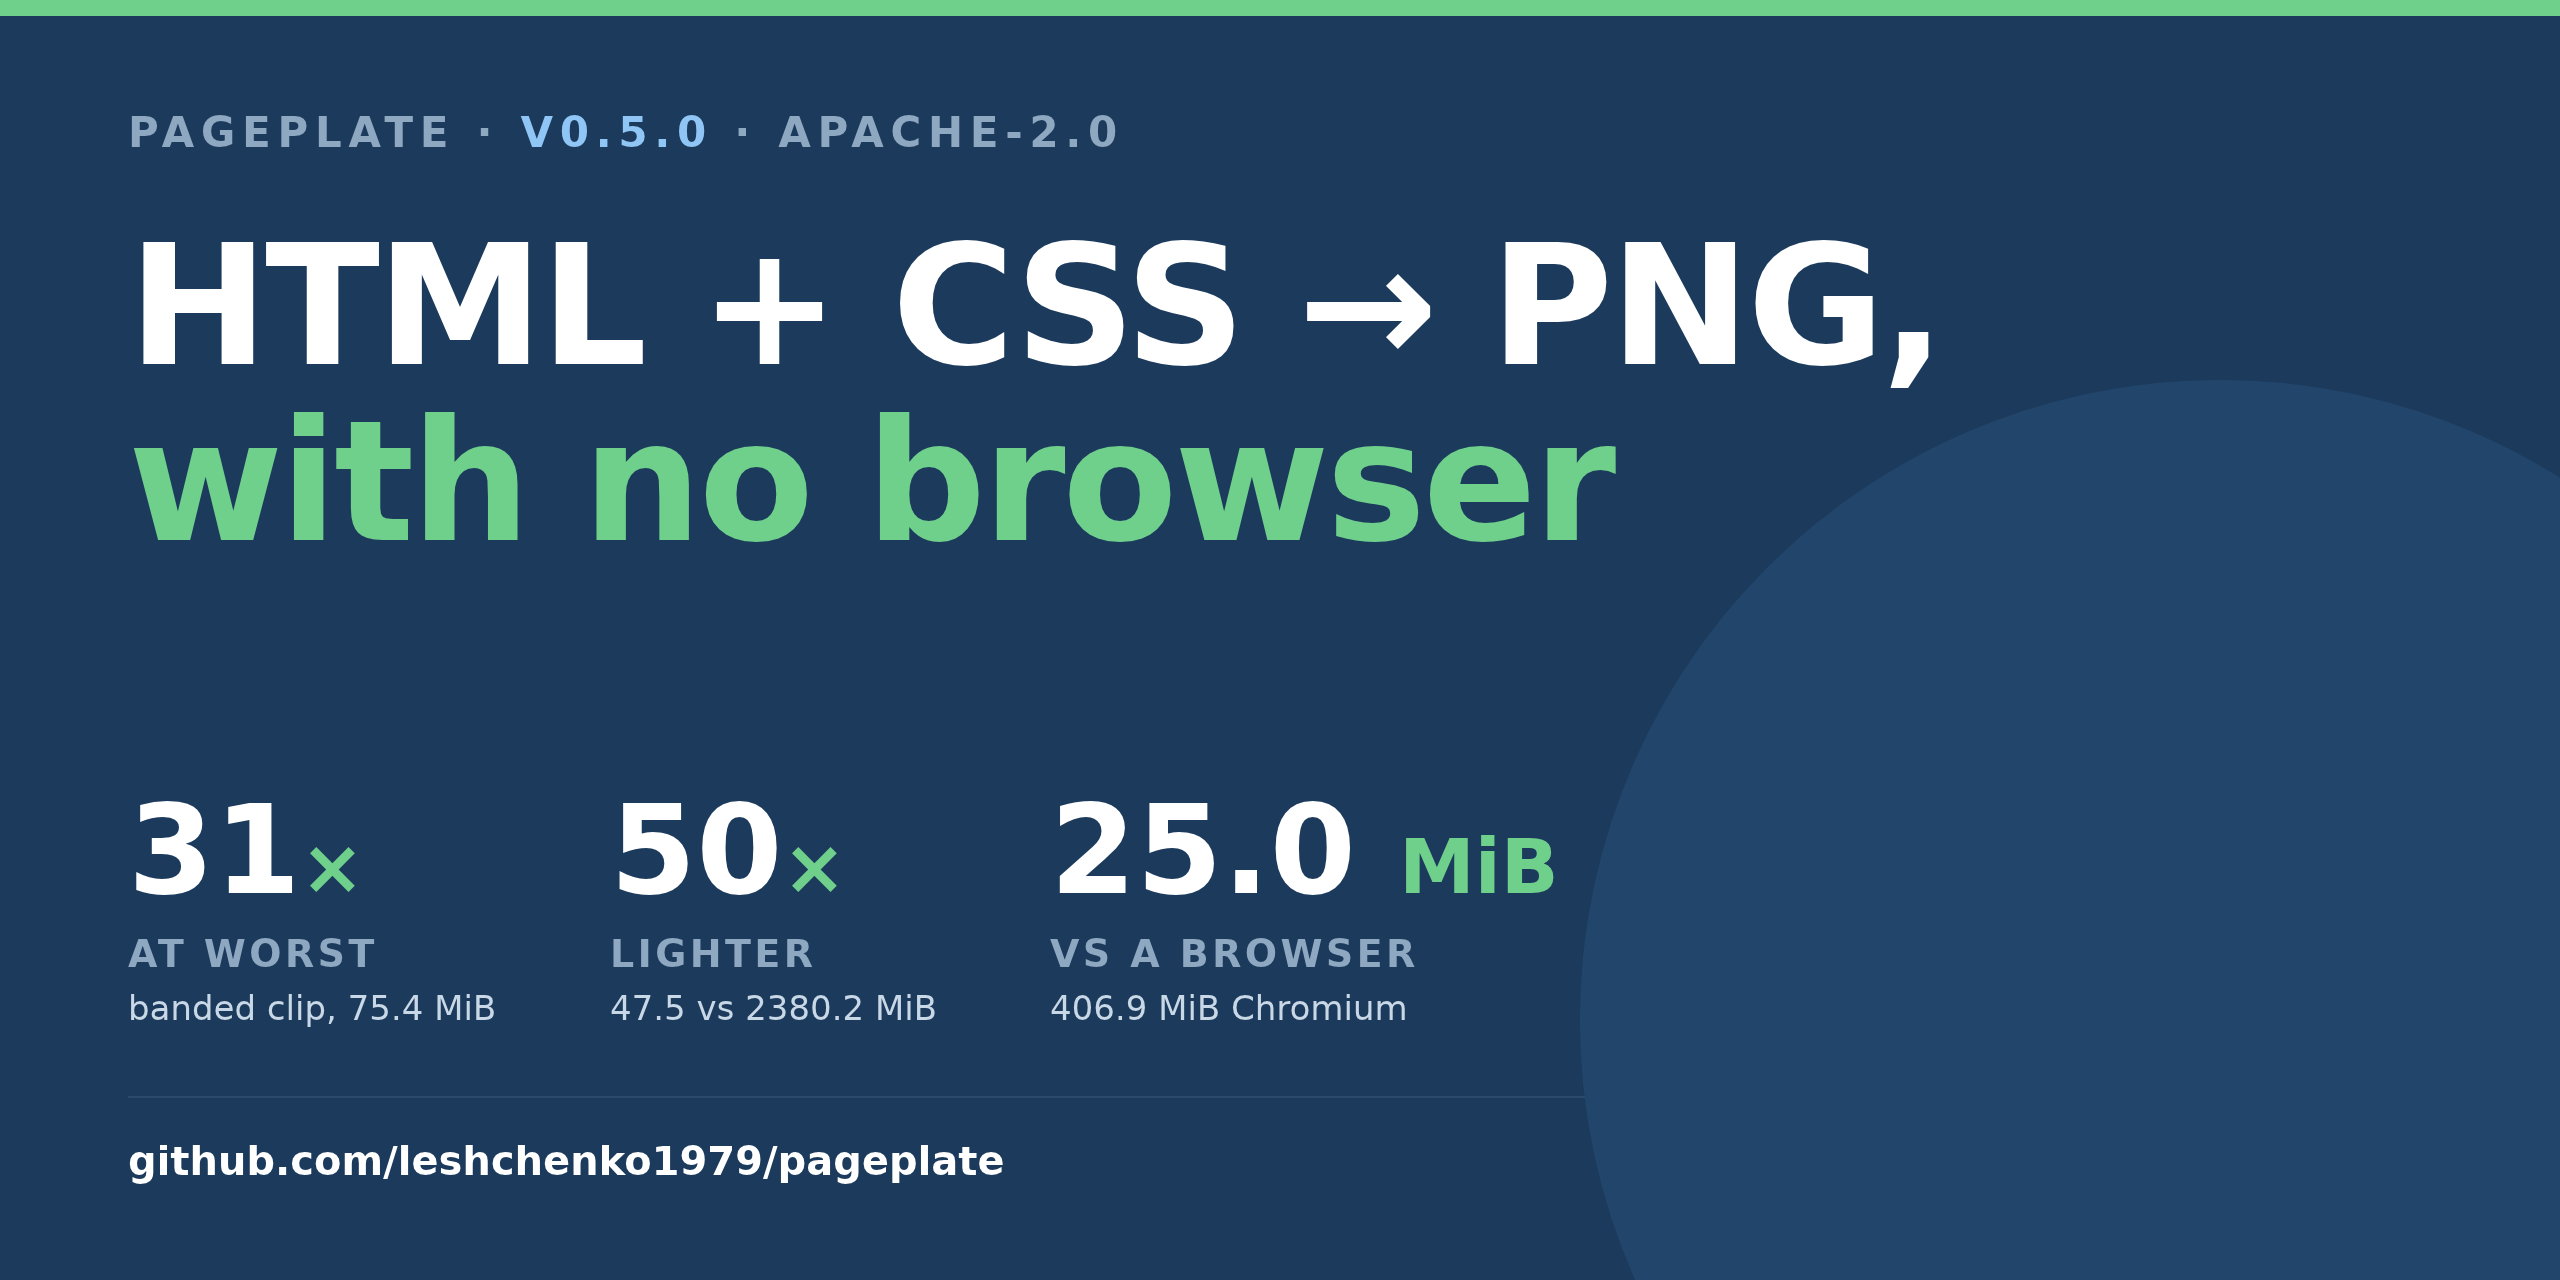 PAGEPLATE · V0.5.0 · APACHE-2.0
HTML + CSS → PNG,
with no browser
31×
AT WORST
banded clip, 75.4 MiB
50×
LIGHTER
47.5 vs 2380.2 MiB
25.0 MiB
VS A BROWSER
406.9 MiB Chromium
github.com/leshchenko1979/pageplate